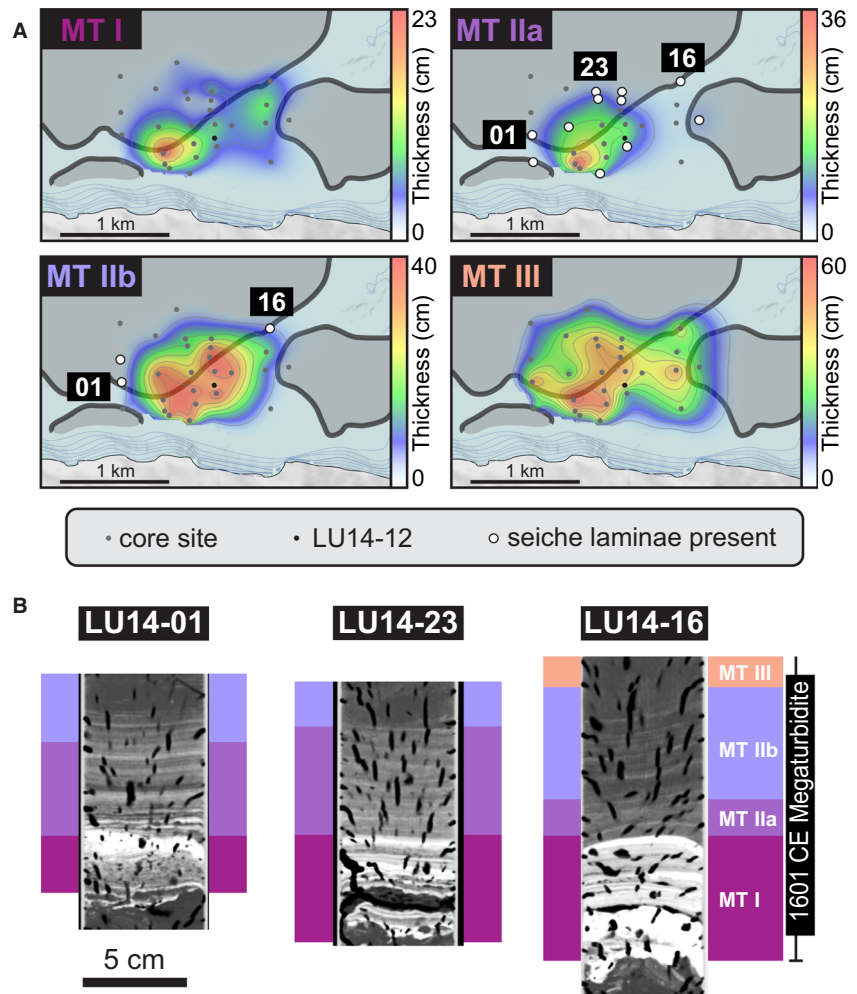 A
MT I
23
Thickness (cm)
0
1 km
MT IIa
23
16
01
36
Thickness (cm)
0
1 km
MT IIb
16
01
40
Thickness (cm)
0
1 km
MT III
60
Thickness (cm)
0
1 km
core site
LU14-12
seiche laminae present
B
LU14-01
LU14-23
LU14-16
MT III
MT IIb
MT IIa
MT I
1601 CE Megaturbidite
5 cm